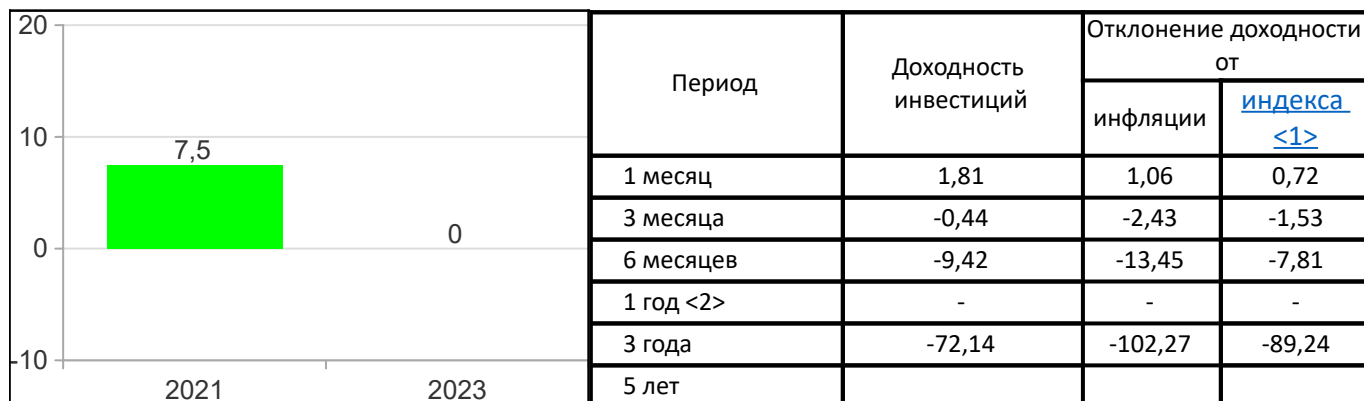 20
10
0
-10
7,5
0
2021 2023
Период
Доходность
инвестиций
Отклонение доходности
от
инфляции
индекса
<1>
1 месяц 1,81 1,06 0,72
3 месяца -0,44 -2,43 -1,53
6 месяцев -9,42 -13,45 -7,81
1 год <2> - - -
3 года -72,14 -102,27 -89,24
5 лет